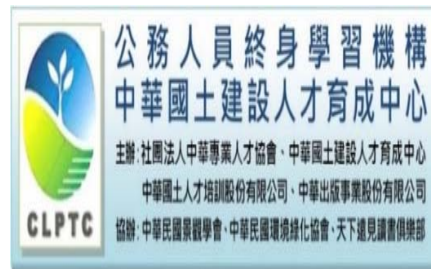 公務人員終身學習機構
中華國土建設人才育成中心
主辦：社團法人中華專業人才協會、中華國土建設人才育成中心
中華國土人才培訓股份有限公司、中華出版事業股份有限公司
協辦：中華民國景觀學會、中華民國環境綠化協會、天下遠見讀書俱樂部
CLPTC